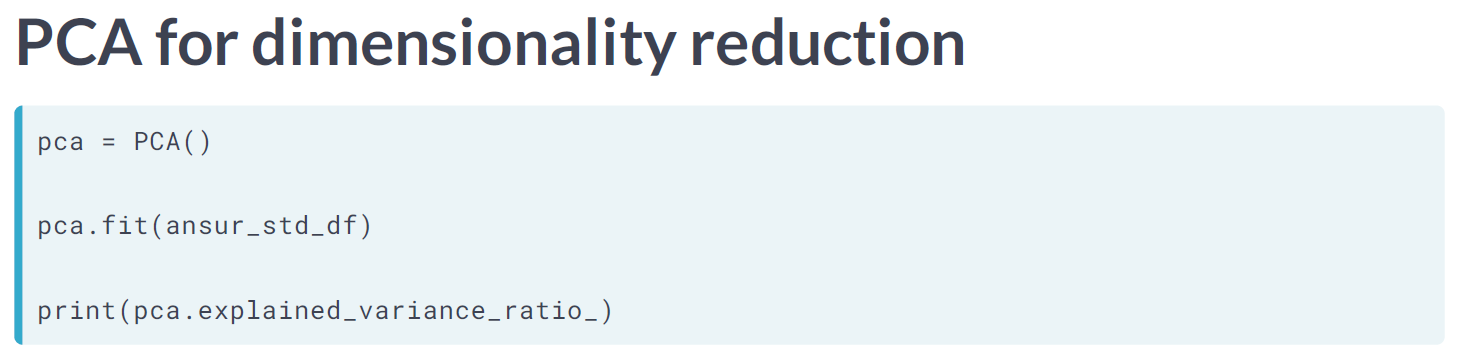 PCA for dimensionality reduction
pca = PCA()
pca.fit(ansur_std_df)
print(pca.explained_variance_ratio_)